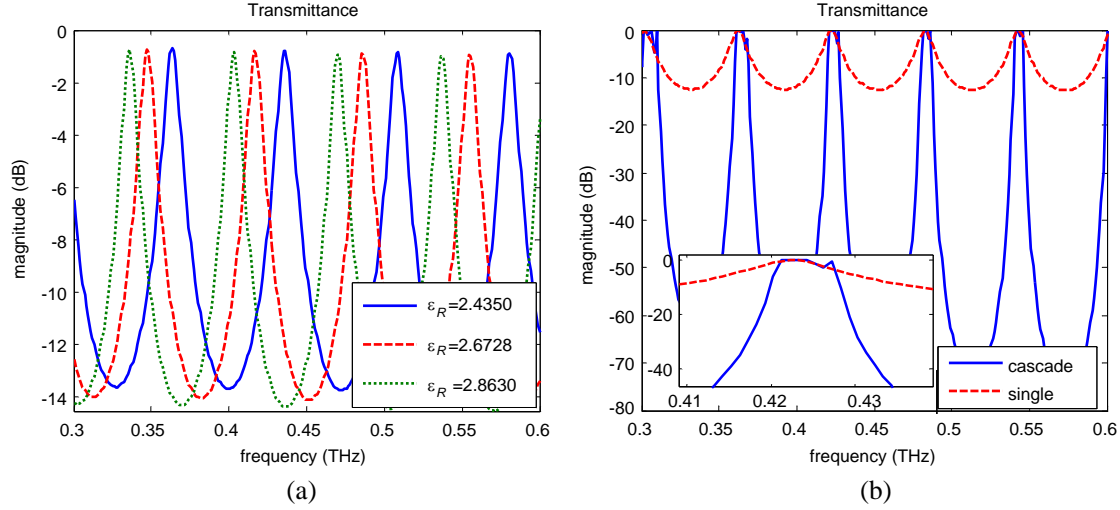 Transmittance
0
-2
-4
-6
-8
-10
-12
-14
magnitude (dB)
0.3
0.35
0.4
0.45
0.5
0.55
0.6
frequency (THz)
ε_R=2.4350
ε_R=2.6728
ε_R=2.8630
(a)
Transmittance
0
-10
-20
-30
-40
-50
-60
-70
-80
magnitude (dB)
0.3
0.35
0.4
0.45
0.5
0.55
0.6
frequency (THz)
0
-20
-40
0.41
0.42
0.43
cascade
single
(b)